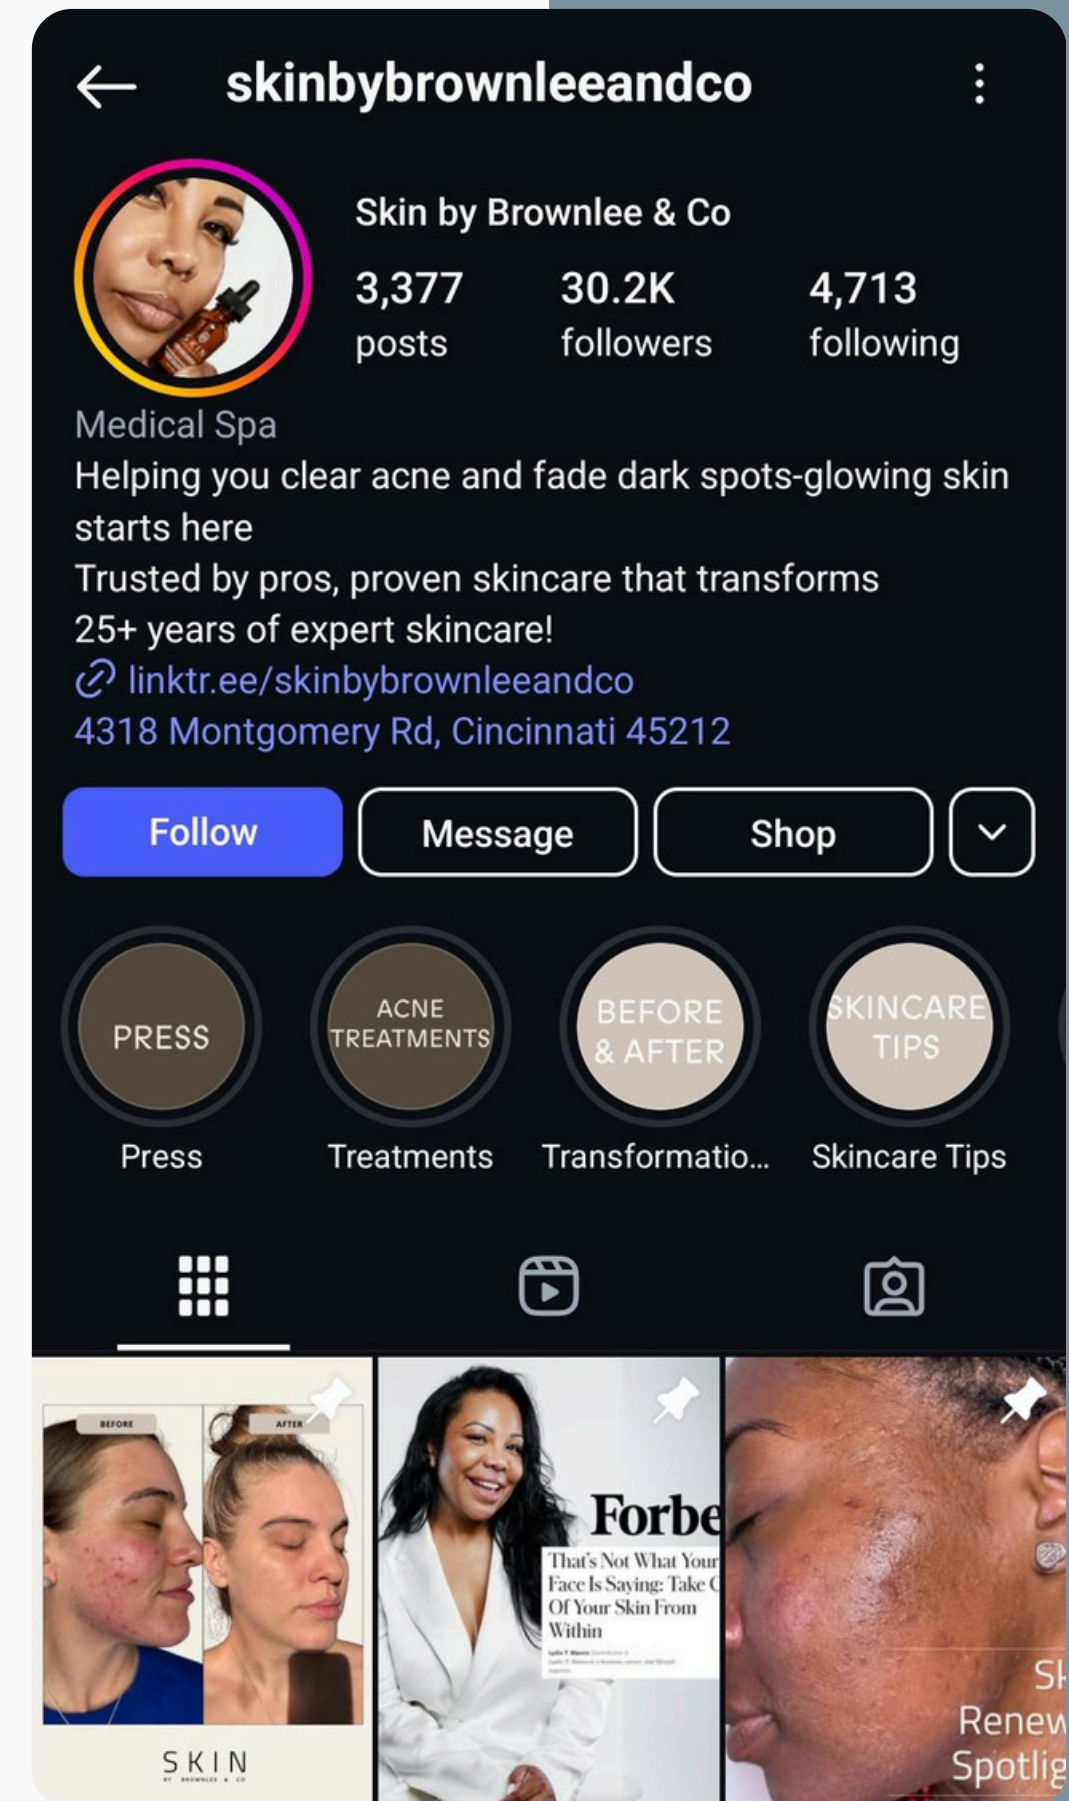 skinbybrownleeandco
Skin by Brownlee & Co
3,377
30.2K
4,713
posts
followers
following
Medical Spa
Helping you clear acne and fade dark spots-glowing skin
starts here
Trusted by pros, proven skincare that transforms
25+ years of expert skincare!
linktr.ee/skinbybrownleeandco
4318 Montgomery Rd, Cincinnati 45212
Follow
Message
Shop
PRESS
ACNE
TREATMENTS
BEFORE
& AFTER
SKINCARE
TIPS
Press
Treatments
Transformatio...
Skincare Tips
BEFORE
AFTER
SKIN
BY BROWNLEE & CO
Forbe
That's Not What Your
Face Is Saying: Take C
Of Your Skin From
Within
Sk
Renew
Spotlig